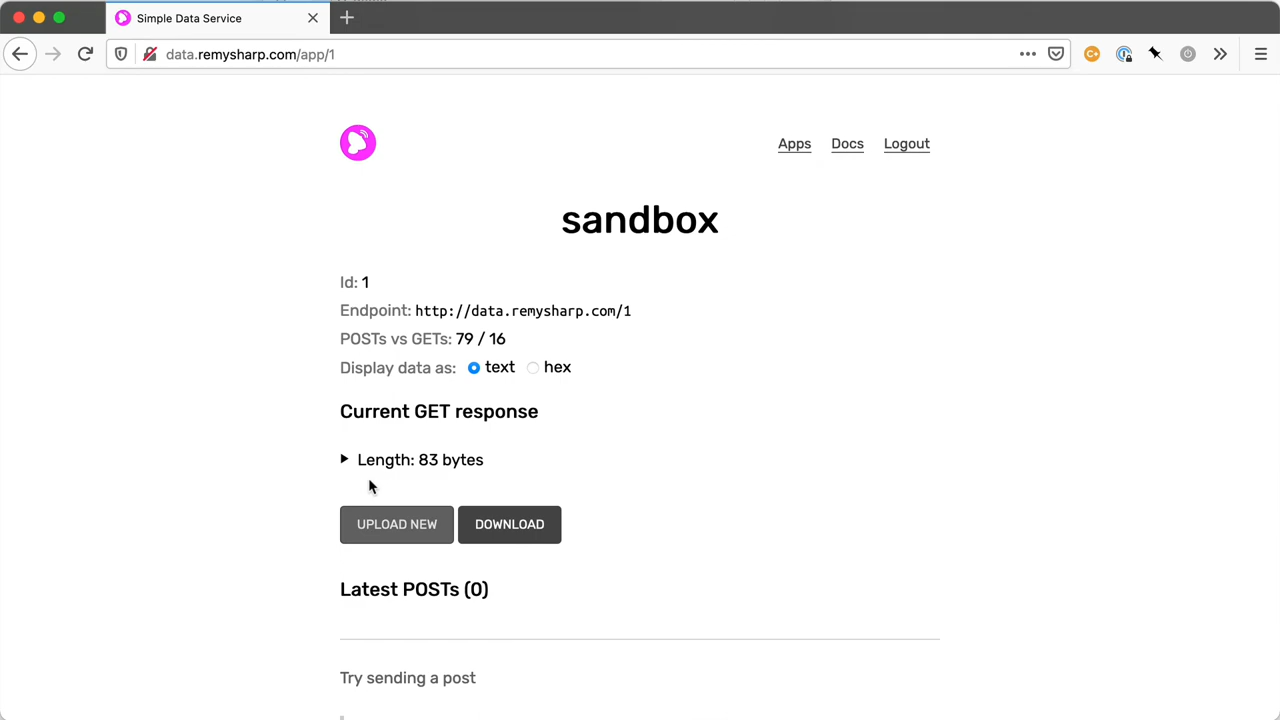 Simple Data Service
data.remysharp.com/app/1
Apps Docs Logout
sandbox
Id: 1
Endpoint: http://data.remysharp.com/1
POSTs vs GETs: 79 / 16
Display data as: text hex
Current GET response
Length: 83 bytes
UPLOAD NEW DOWNLOAD
Latest POSTs (0)
Try sending a post